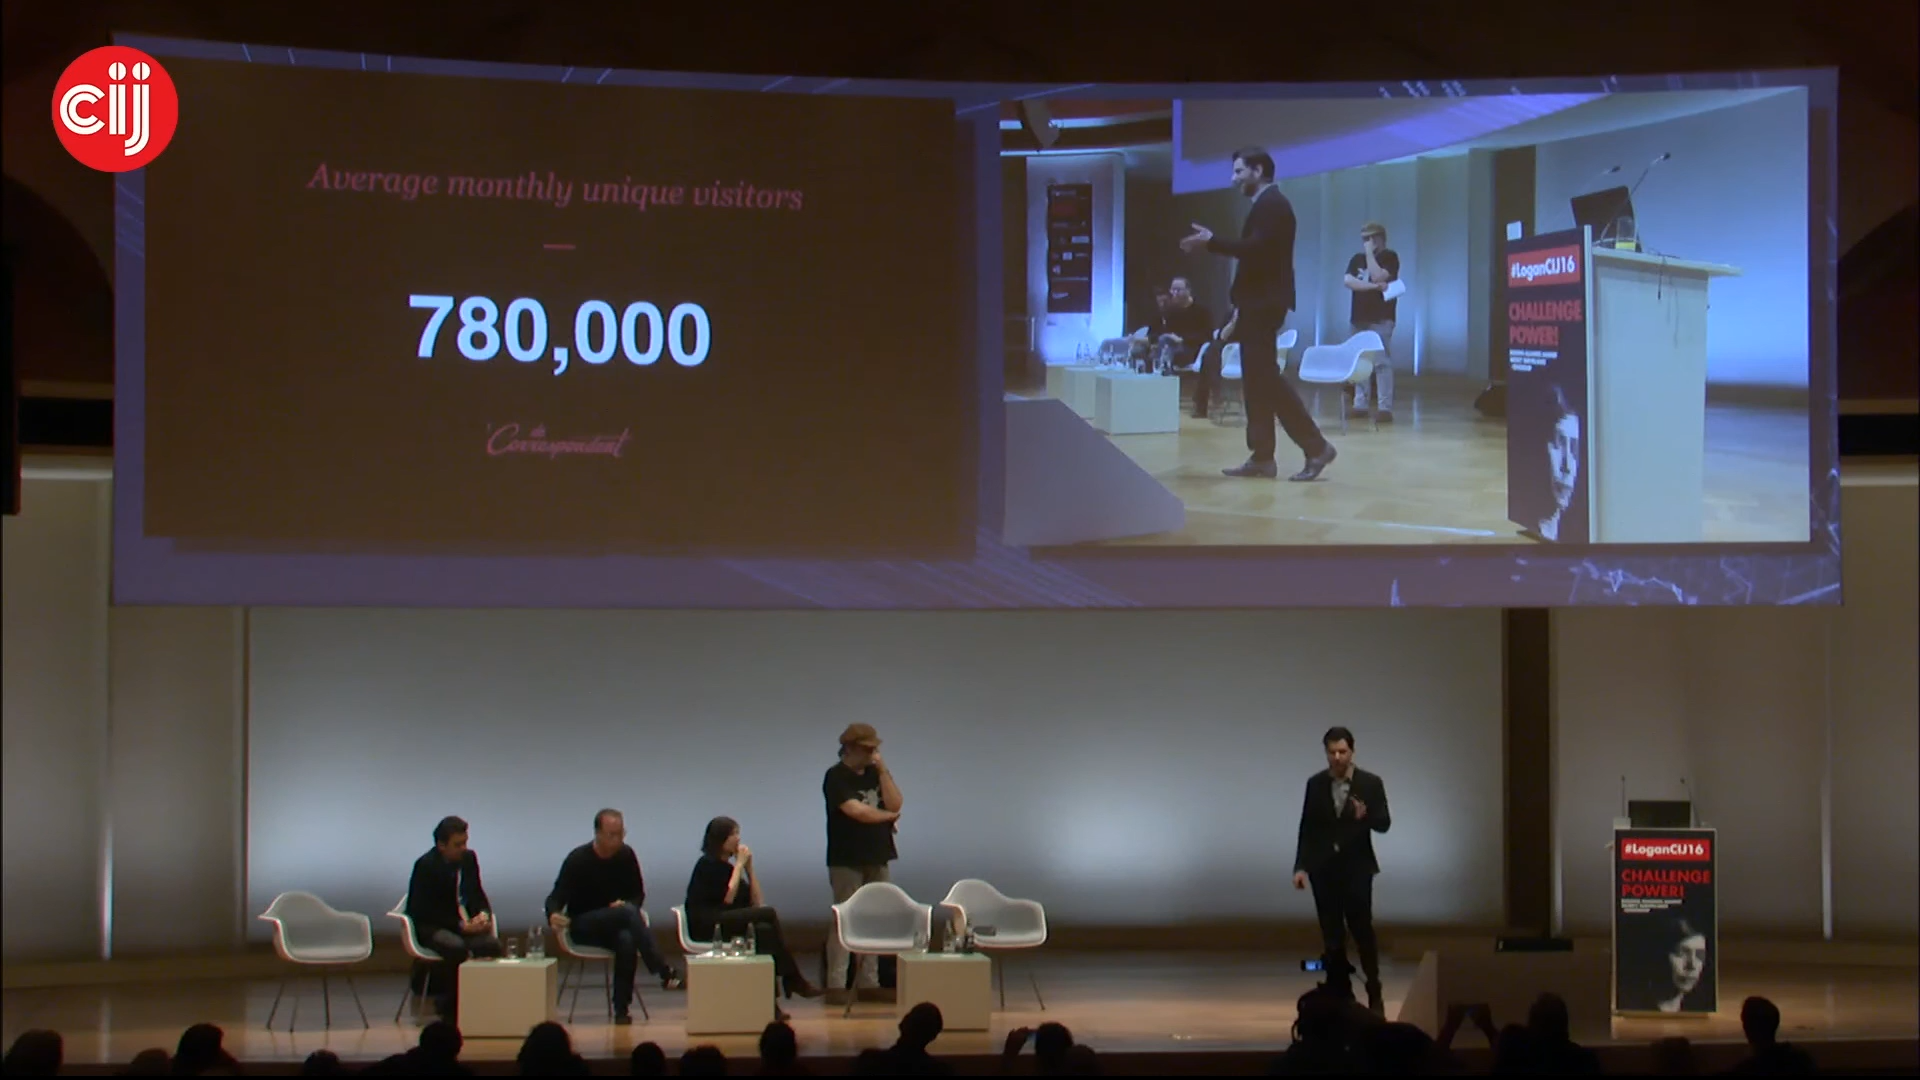 cij
Average monthly unique visitors
780,000
de Correspondent
#LoganCIJ16
CHALLENGE
POWER!
#LoganCIJ16
CHALLENGE
POWER!